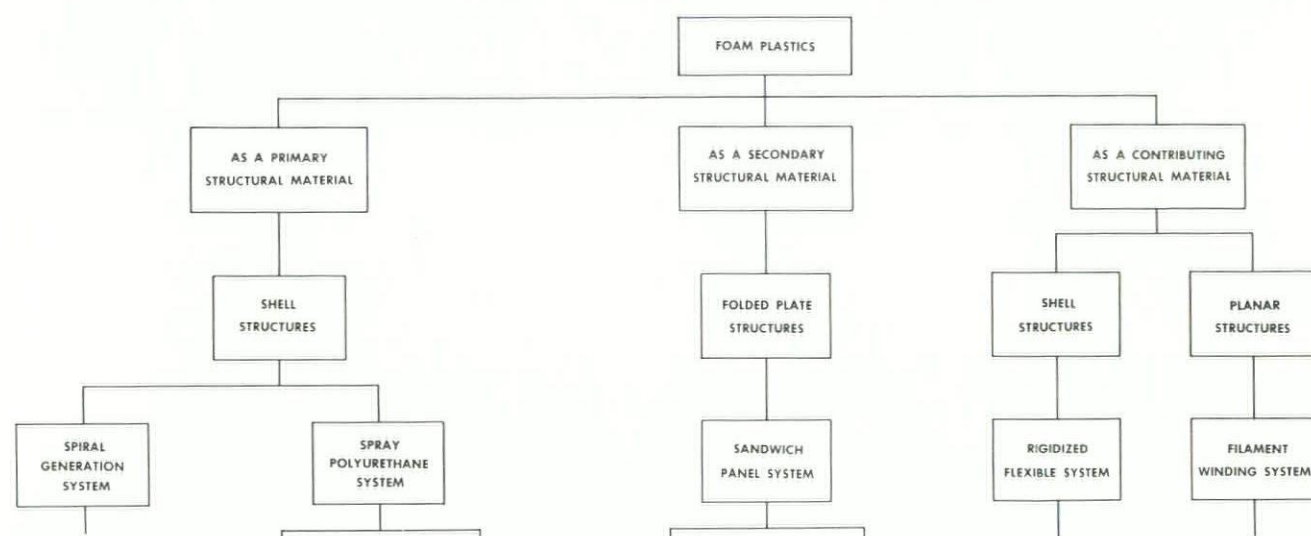 FOAM PLASTICS
AS A PRIMARY
STRUCTURAL MATERIAL
AS A SECONDARY
STRUCTURAL MATERIAL
AS A CONTRIBUTING
STRUCTURAL MATERIAL
SHELL
STRUCTURES
FOLDED PLATE
STRUCTURES
SHELL
STRUCTURES
PLANAR
STRUCTURES
SPIRAL
GENERATION
SYSTEM
SPRAY
POLYURETHANE
SYSTEM
SANDWICH
PANEL SYSTEM
RIGIDIZED
FLEXIBLE SYSTEM
FILAMENT
WINDING SYSTEM